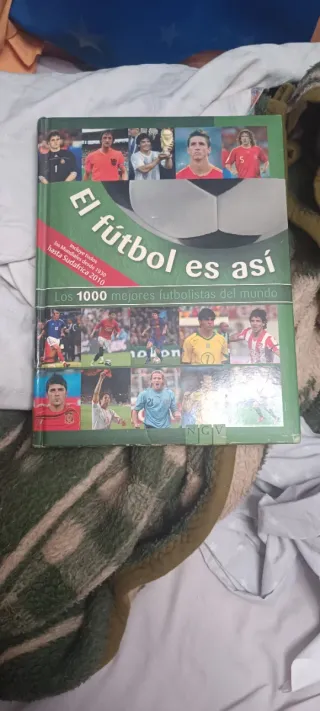 El fútbol es así
incluye todos
los Mundiales desde 1930
hasta Sudáfrica 2010
Los 1000 mejores futbolistas del mundo
NGV